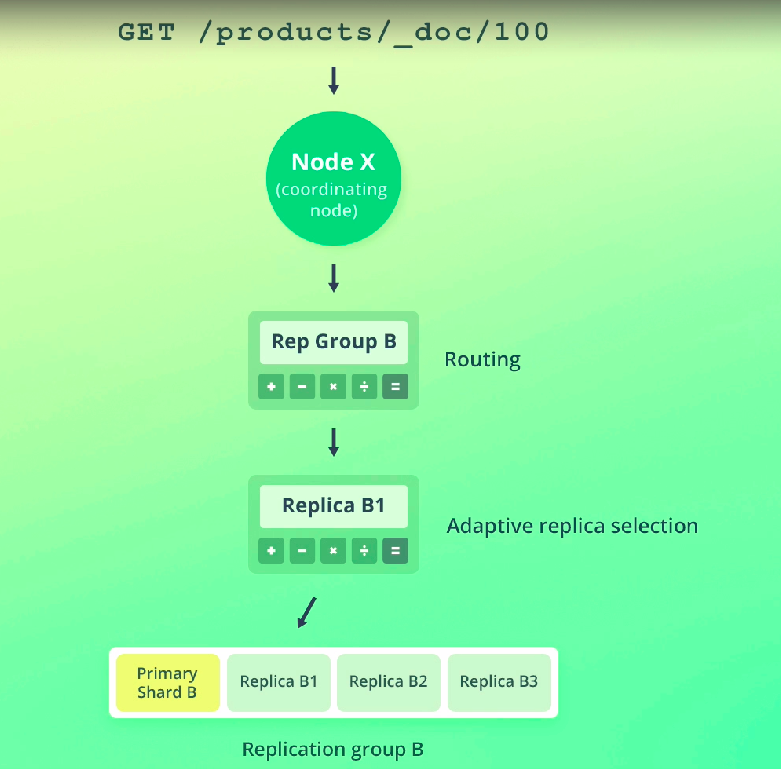 GET /products/_doc/100
Node X
(coordinating
node)
Rep Group B
+ − × ÷ =
Routing
Replica B1
+ − × ÷ =
Adaptive replica selection
Primary
Shard B
Replica B1
Replica B2
Replica B3
Replication group B